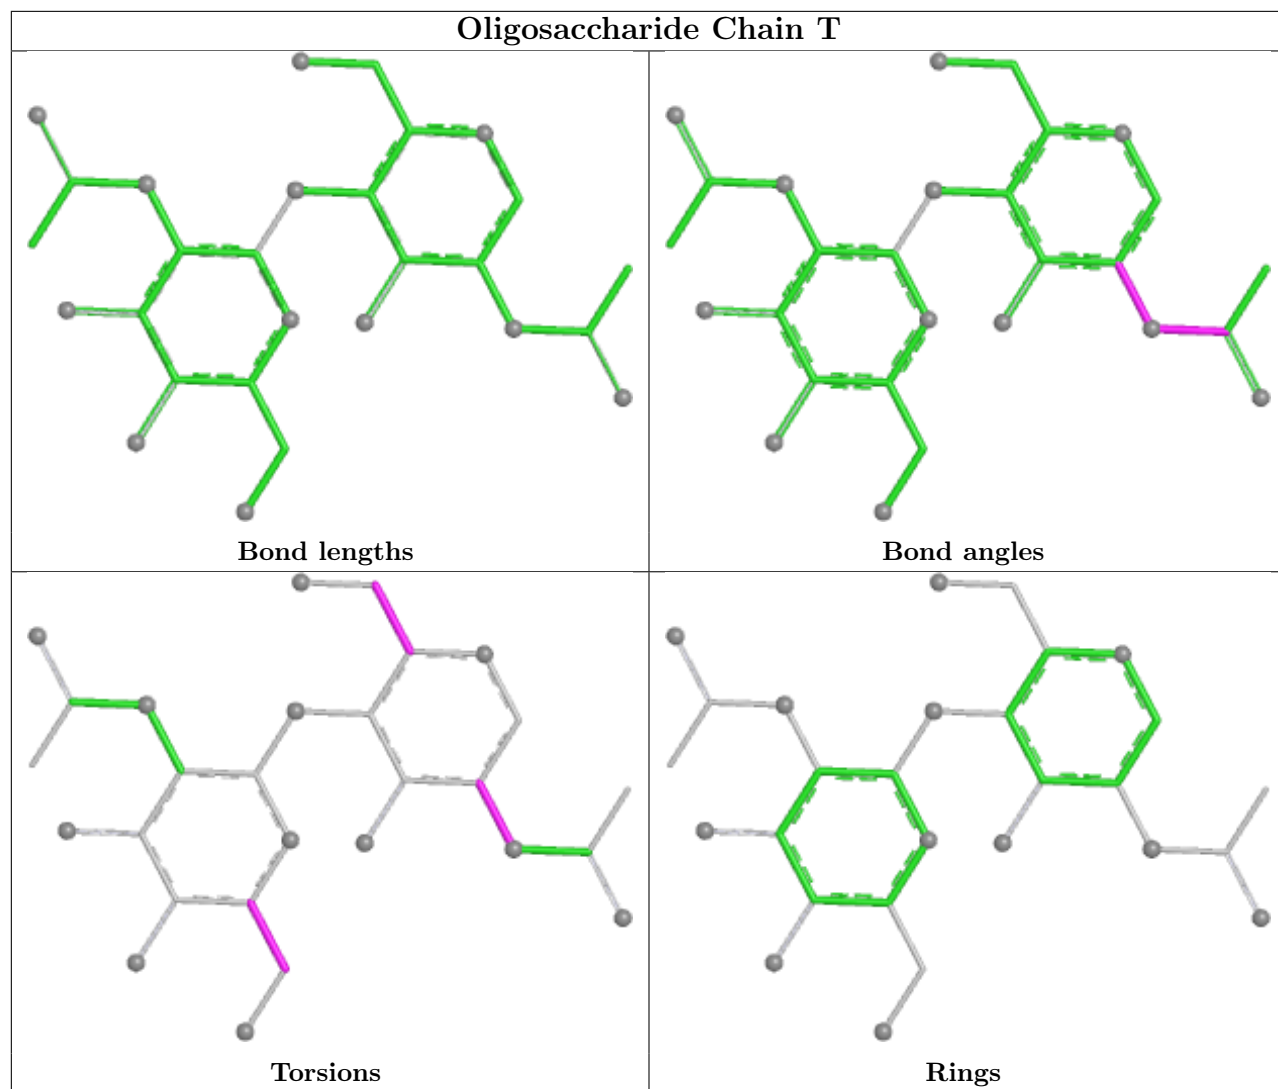 Oligosaccharide Chain T
Bond lengths
Bond angles
Torsions
Rings